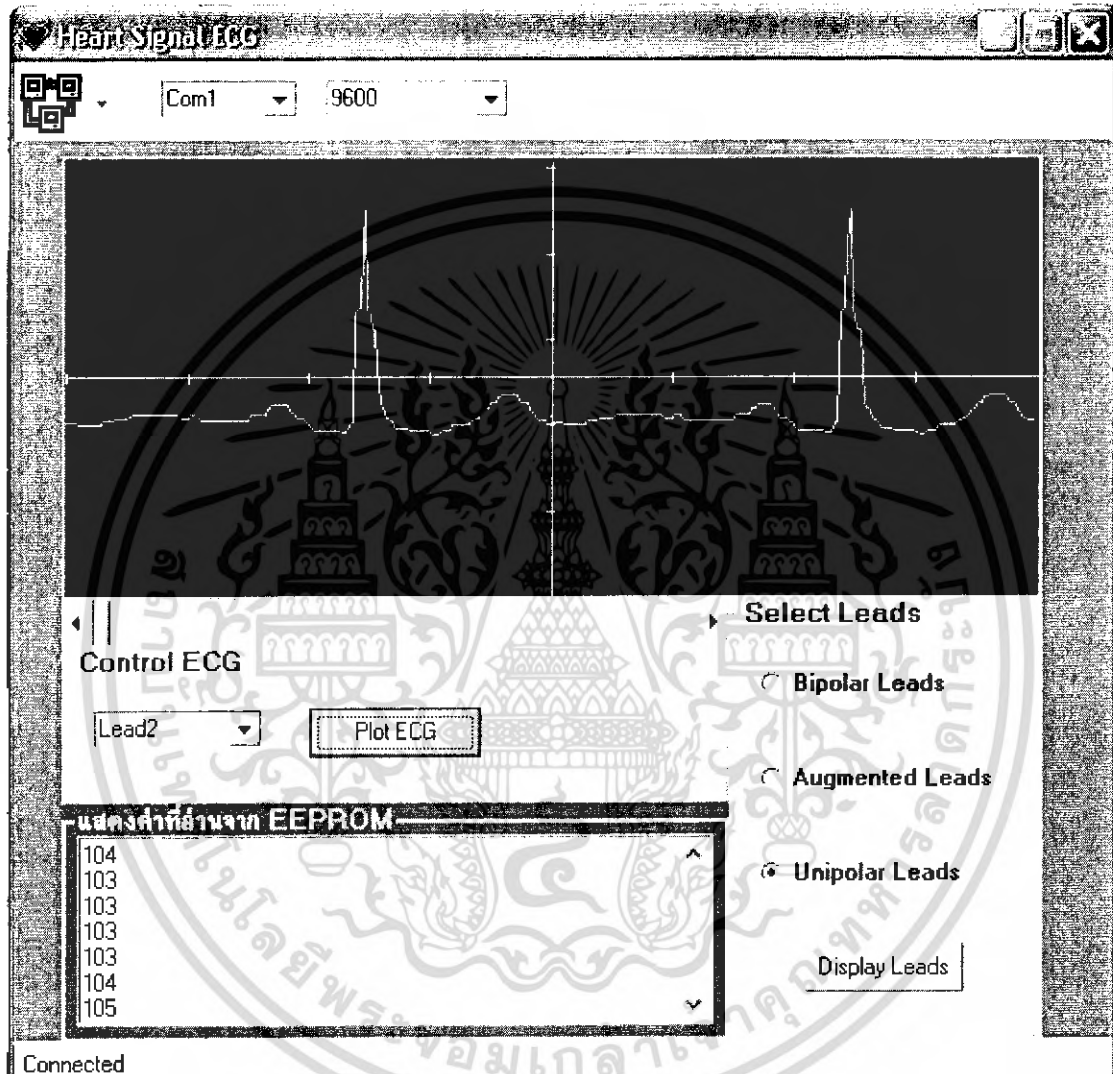 Heart Signal ECG
Com1 9600
Select Leads
Control ECG
Bipolar Leads
Lead2 Plot ECG
Augmented Leads
แสดงค่าที่อ่านจาก EEPROM
104
103
103
103
103
104
105
Unipolar Leads
Display Leads
Connected